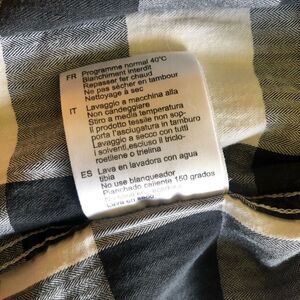 FR Programme normal 40°C
Blanchiment interdit
Repasser fer chaud
Ne pas sécher en tambour
Nettoyage à sec
IT Lavaggio a macchina alla
Non candeggiare
Stiro a media temperatura
Il prodotto tessile non sop-
porta l'asciugatura in tamburo
Lavaggio a secco con tutti
i solventi,escluso il triclo-
roetilene o trielina
ES Lava en lavadora con agua
tibia
No use blanqueador
Planchado caliente 150 grados
Lava en seco